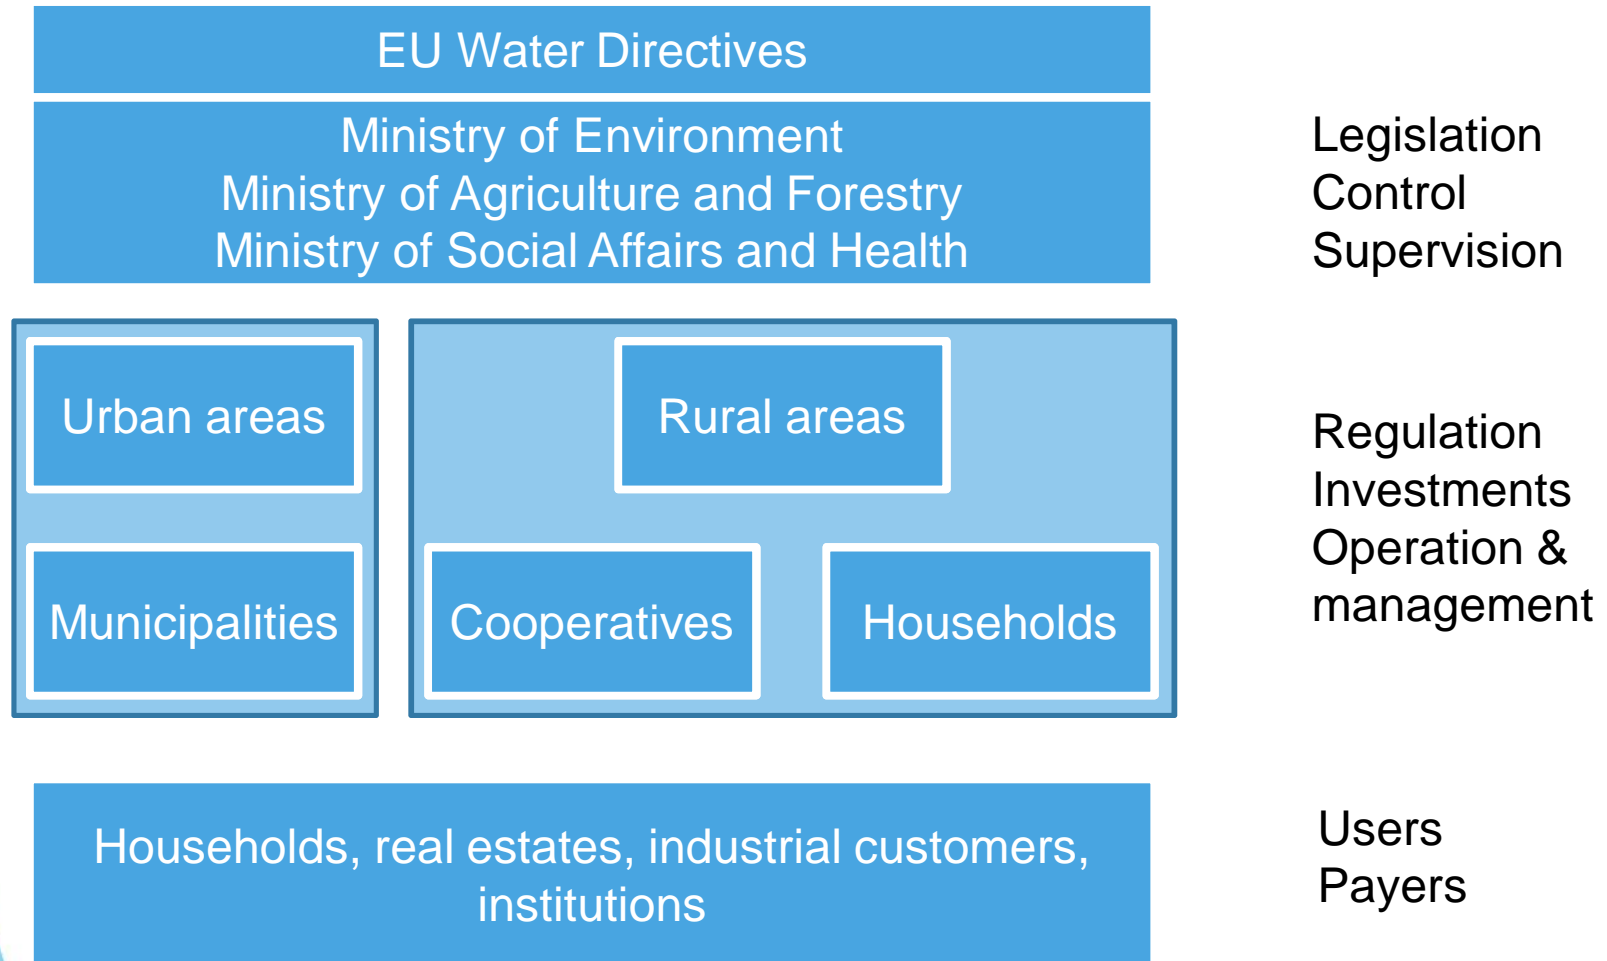 EU Water Directives
Ministry of Environment
Ministry of Agriculture and Forestry
Ministry of Social Affairs and Health
Legislation
Control
Supervision
Urban areas
Rural areas
Municipalities
Cooperatives
Households
Regulation
Investments
Operation &
management
Households, real estates, industrial customers,
institutions
Users
Payers